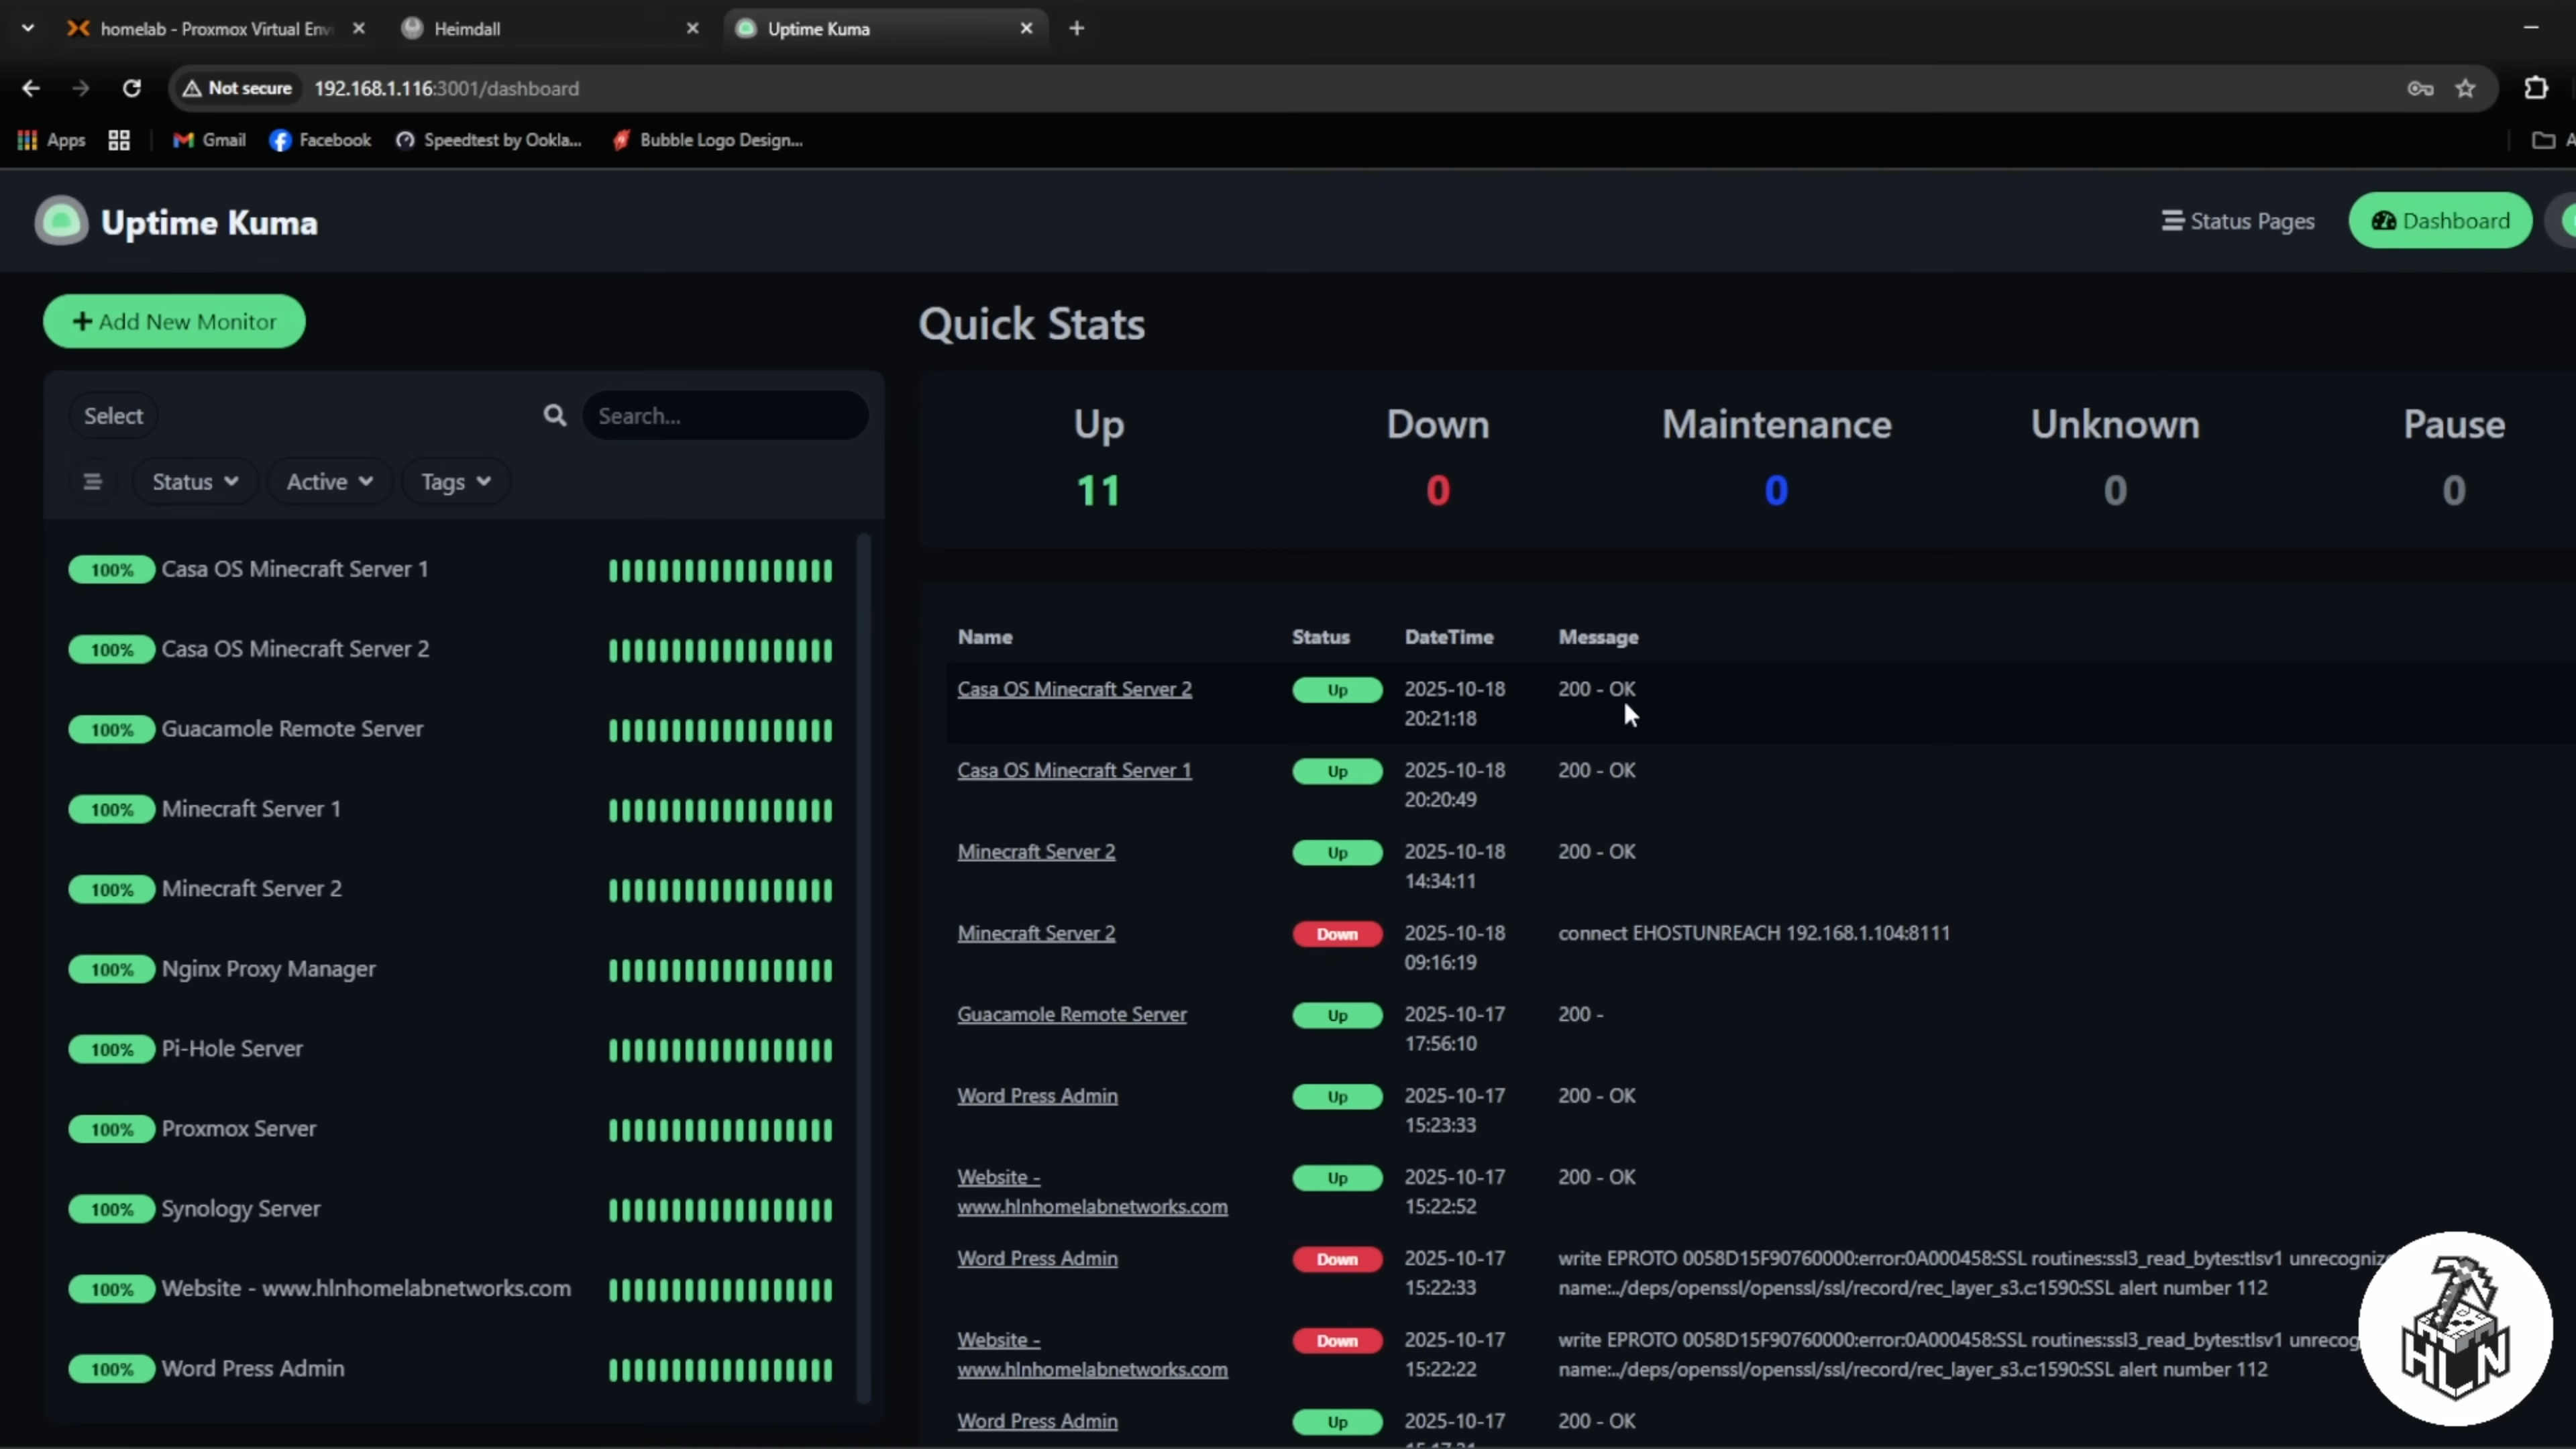 homelab - Proxmox Virtual Env
Heimdall
Uptime Kuma
Not secure
192.168.1.116:3001/dashboard
Apps
Gmail
Facebook
Speedtest by Ookla...
Bubble Logo Design...
Uptime Kuma
Status Pages
Dashboard
+ Add New Monitor
Select
Search...
Status
Active
Tags
100% Casa OS Minecraft Server 1
100% Casa OS Minecraft Server 2
100% Guacamole Remote Server
100% Minecraft Server 1
100% Minecraft Server 2
100% Nginx Proxy Manager
100% Pi-Hole Server
100% Proxmox Server
100% Synology Server
100% Website - www.hlnhomelabnetworks.com
100% Word Press Admin
Quick Stats
Up Down Maintenance Unknown Pause
11 0 0 0 0
Name Status DateTime Message
Casa OS Minecraft Server 2 Up 2025-10-18 200 - OK
20:21:18
Casa OS Minecraft Server 1 Up 2025-10-18 200 - OK
20:20:49
Minecraft Server 2 Up 2025-10-18 200 - OK
14:34:11
Minecraft Server 2 Down 2025-10-18 connect EHOSTUNREACH 192.168.1.104:8111
09:16:19
Guacamole Remote Server Up 2025-10-17 200 -
17:56:10
Word Press Admin Up 2025-10-17 200 - OK
15:23:33
Website - Up 2025-10-17 200 - OK
www.hlnhomelabnetworks.com 15:22:52
Word Press Admin Down 2025-10-17 write EPROTO 0058D15F90760000:error:0A000458:SSL routines:ssl3_read_bytes:tlsv1 unrecogniz
15:22:33 name:../deps/openssl/openssl/ssl/record/rec_layer_s3.c:1590:SSL alert number 112
Website - Down 2025-10-17 write EPROTO 0058D15F90760000:error:0A000458:SSL routines:ssl3_read_bytes:tlsv1 unrecog
www.hlnhomelabnetworks.com 15:22:22 name:../deps/openssl/openssl/ssl/record/rec_layer_s3.c:1590:SSL alert number 112
Word Press Admin Up 2025-10-17 200 - OK
HLN